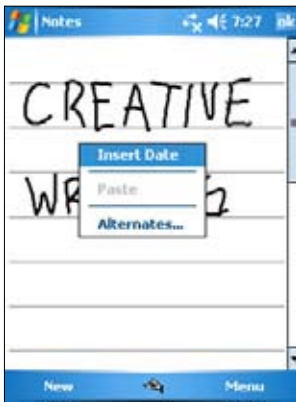 Notes 7:27 ok
CREATIVE
Insert Date
Paste
Alternates...
New Menu